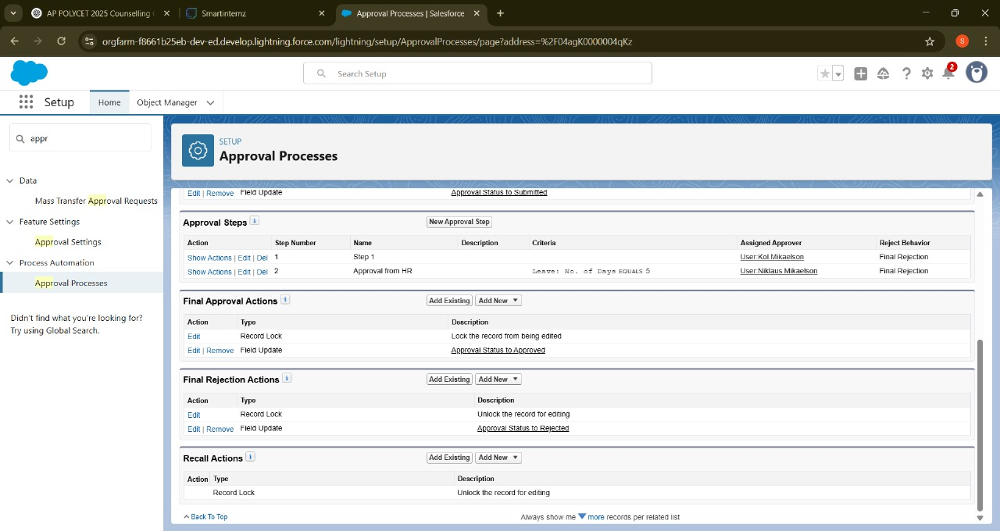 AP POLYCET 2025 Counselling
Smartinternz
Approval Processes | Salesforce
orgfarm-f8661b25eb-dev-ed.develop.lightning.force.com/lightning/setup/ApprovalProcesses/page?address=%2F04agK0000004qKz
S
Search Setup
2
Setup
Home
Object Manager
appr
Data
Mass Transfer Approval Requests
Feature Settings
Approval Settings
Process Automation
Approval Processes
Didn't find what you're looking for?
Try using Global Search.
SETUP
Approval Processes
Edit | Remove Field Update Approval Status to Submitted
Approval Steps i New Approval Step
Action Step Number Name Description Criteria Assigned Approver Reject Behavior
Show Actions | Edit | Del 1 Step 1 User:Kol Mikaelson Final Rejection
Show Actions | Edit | Del 2 Approval from HR Leave: No. of Days EQUALS 5 User:Niklaus Mikaelson Final Rejection
Final Approval Actions i Add Existing Add New
Action Type Description
Edit Record Lock Lock the record from being edited
Edit | Remove Field Update Approval Status to Approved
Final Rejection Actions i Add Existing Add New
Action Type Description
Edit Record Lock Unlock the record for editing
Edit | Remove Field Update Approval Status to Rejected
Recall Actions i Add Existing Add New
Action Type Description
Record Lock Unlock the record for editing
Back To Top Always show me more records per related list